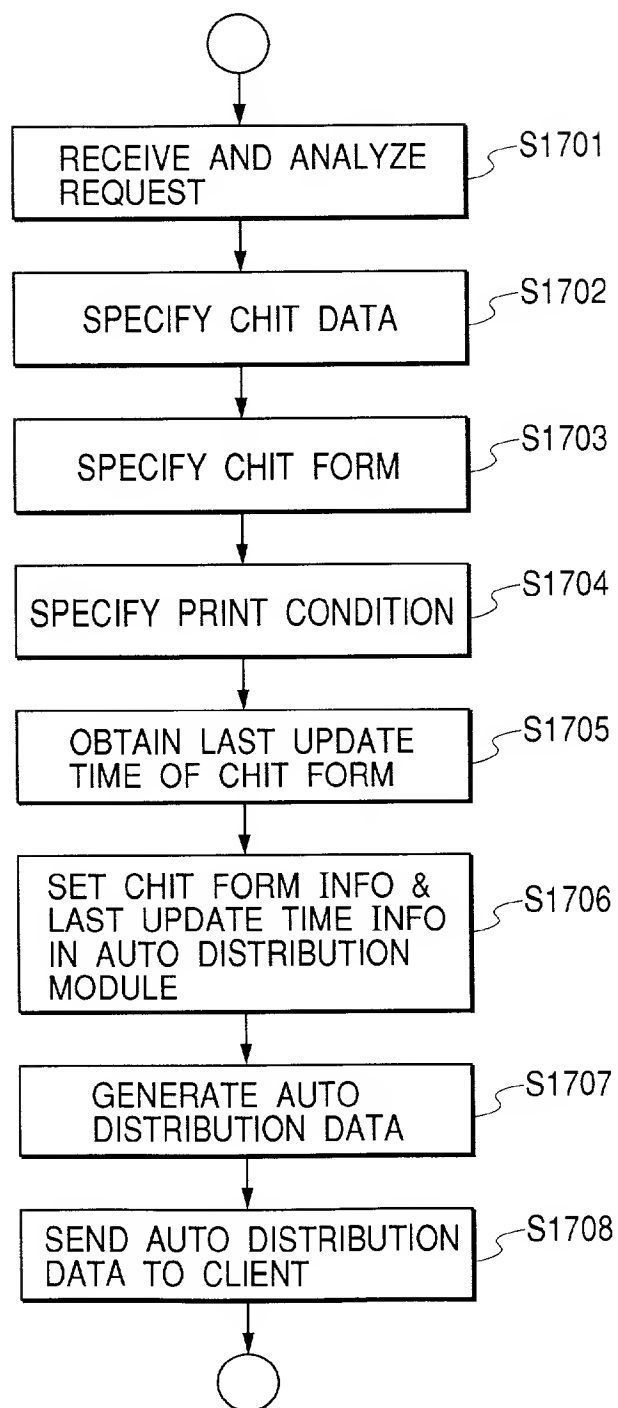 RECEIVE AND ANALYZE
REQUEST
S1701
SPECIFY CHIT DATA
S1702
SPECIFY CHIT FORM
S1703
SPECIFY PRINT CONDITION
S1704
OBTAIN LAST UPDATE
TIME OF CHIT FORM
S1705
SET CHIT FORM INFO &
LAST UPDATE TIME INFO
IN AUTO DISTRIBUTION
MODULE
S1706
GENERATE AUTO
DISTRIBUTION DATA
S1707
SEND AUTO DISTRIBUTION
DATA TO CLIENT
S1708